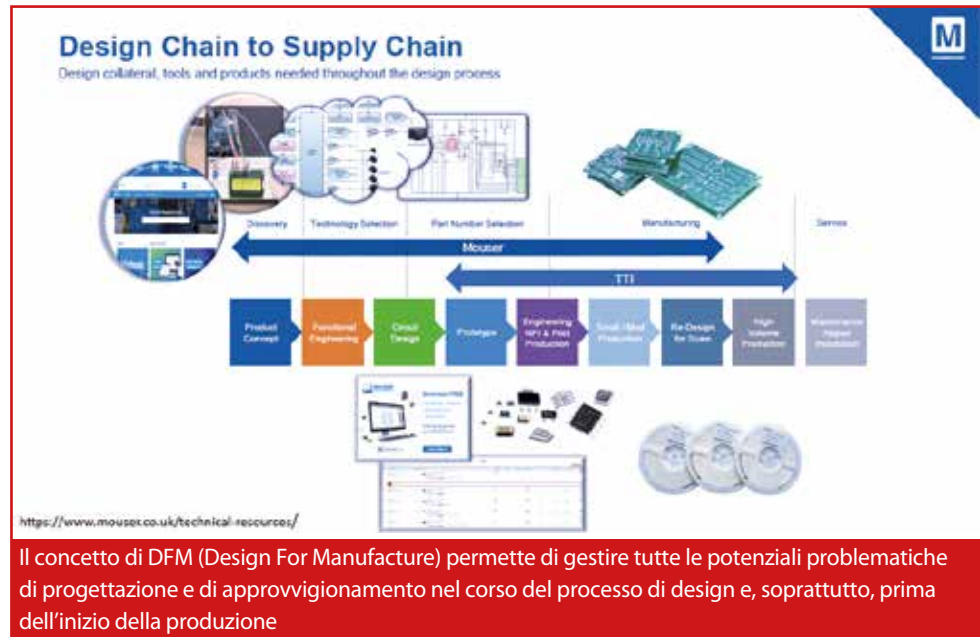 Design Chain to Supply Chain
Design collateral, tools and products needed throughout the design process
M
Discovery
Technology Selection
Part Number Selection
Manufacturing
Service
Mouser
TTI
Product
Concept
Functional
Engineering
Circuit
Design
Prototype
Engineering
NPI & Pilot
Production
Production
Re-Design
for
High
Volume
Production
Maintenance
Repair
https://www.mouser.co.uk/technical-resources/
Il concetto di DFM (Design For Manufacture) permette di gestire tutte le potenziali problematiche
di progettazione e di approvvigionamento nel corso del processo di design e, soprattutto, prima
dell’inizio della produzione